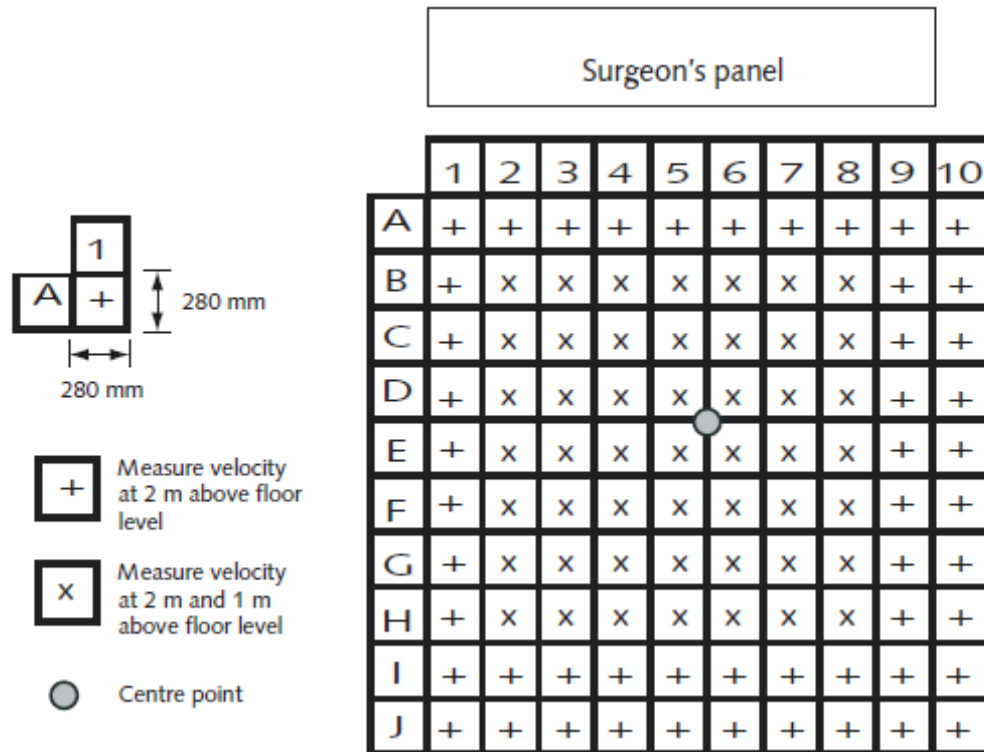 Surgeon's panel
1 2 3 4 5 6 7 8 9 10
A + + + + + + + + + +
B + x x x x x x x + +
C + x x x x x x x + +
D + x x x x x x x + +
E + x x x x x x x + +
F + x x x x x x x + +
G + x x x x x x x + +
H + x x x x x x x + +
I + + + + + + + + + +
J + + + + + + + + + +
1
A +
280 mm
280 mm
+
Measure velocity
at 2 m above floor
level
x
Measure velocity
at 2 m and 1 m
above floor level
Centre point